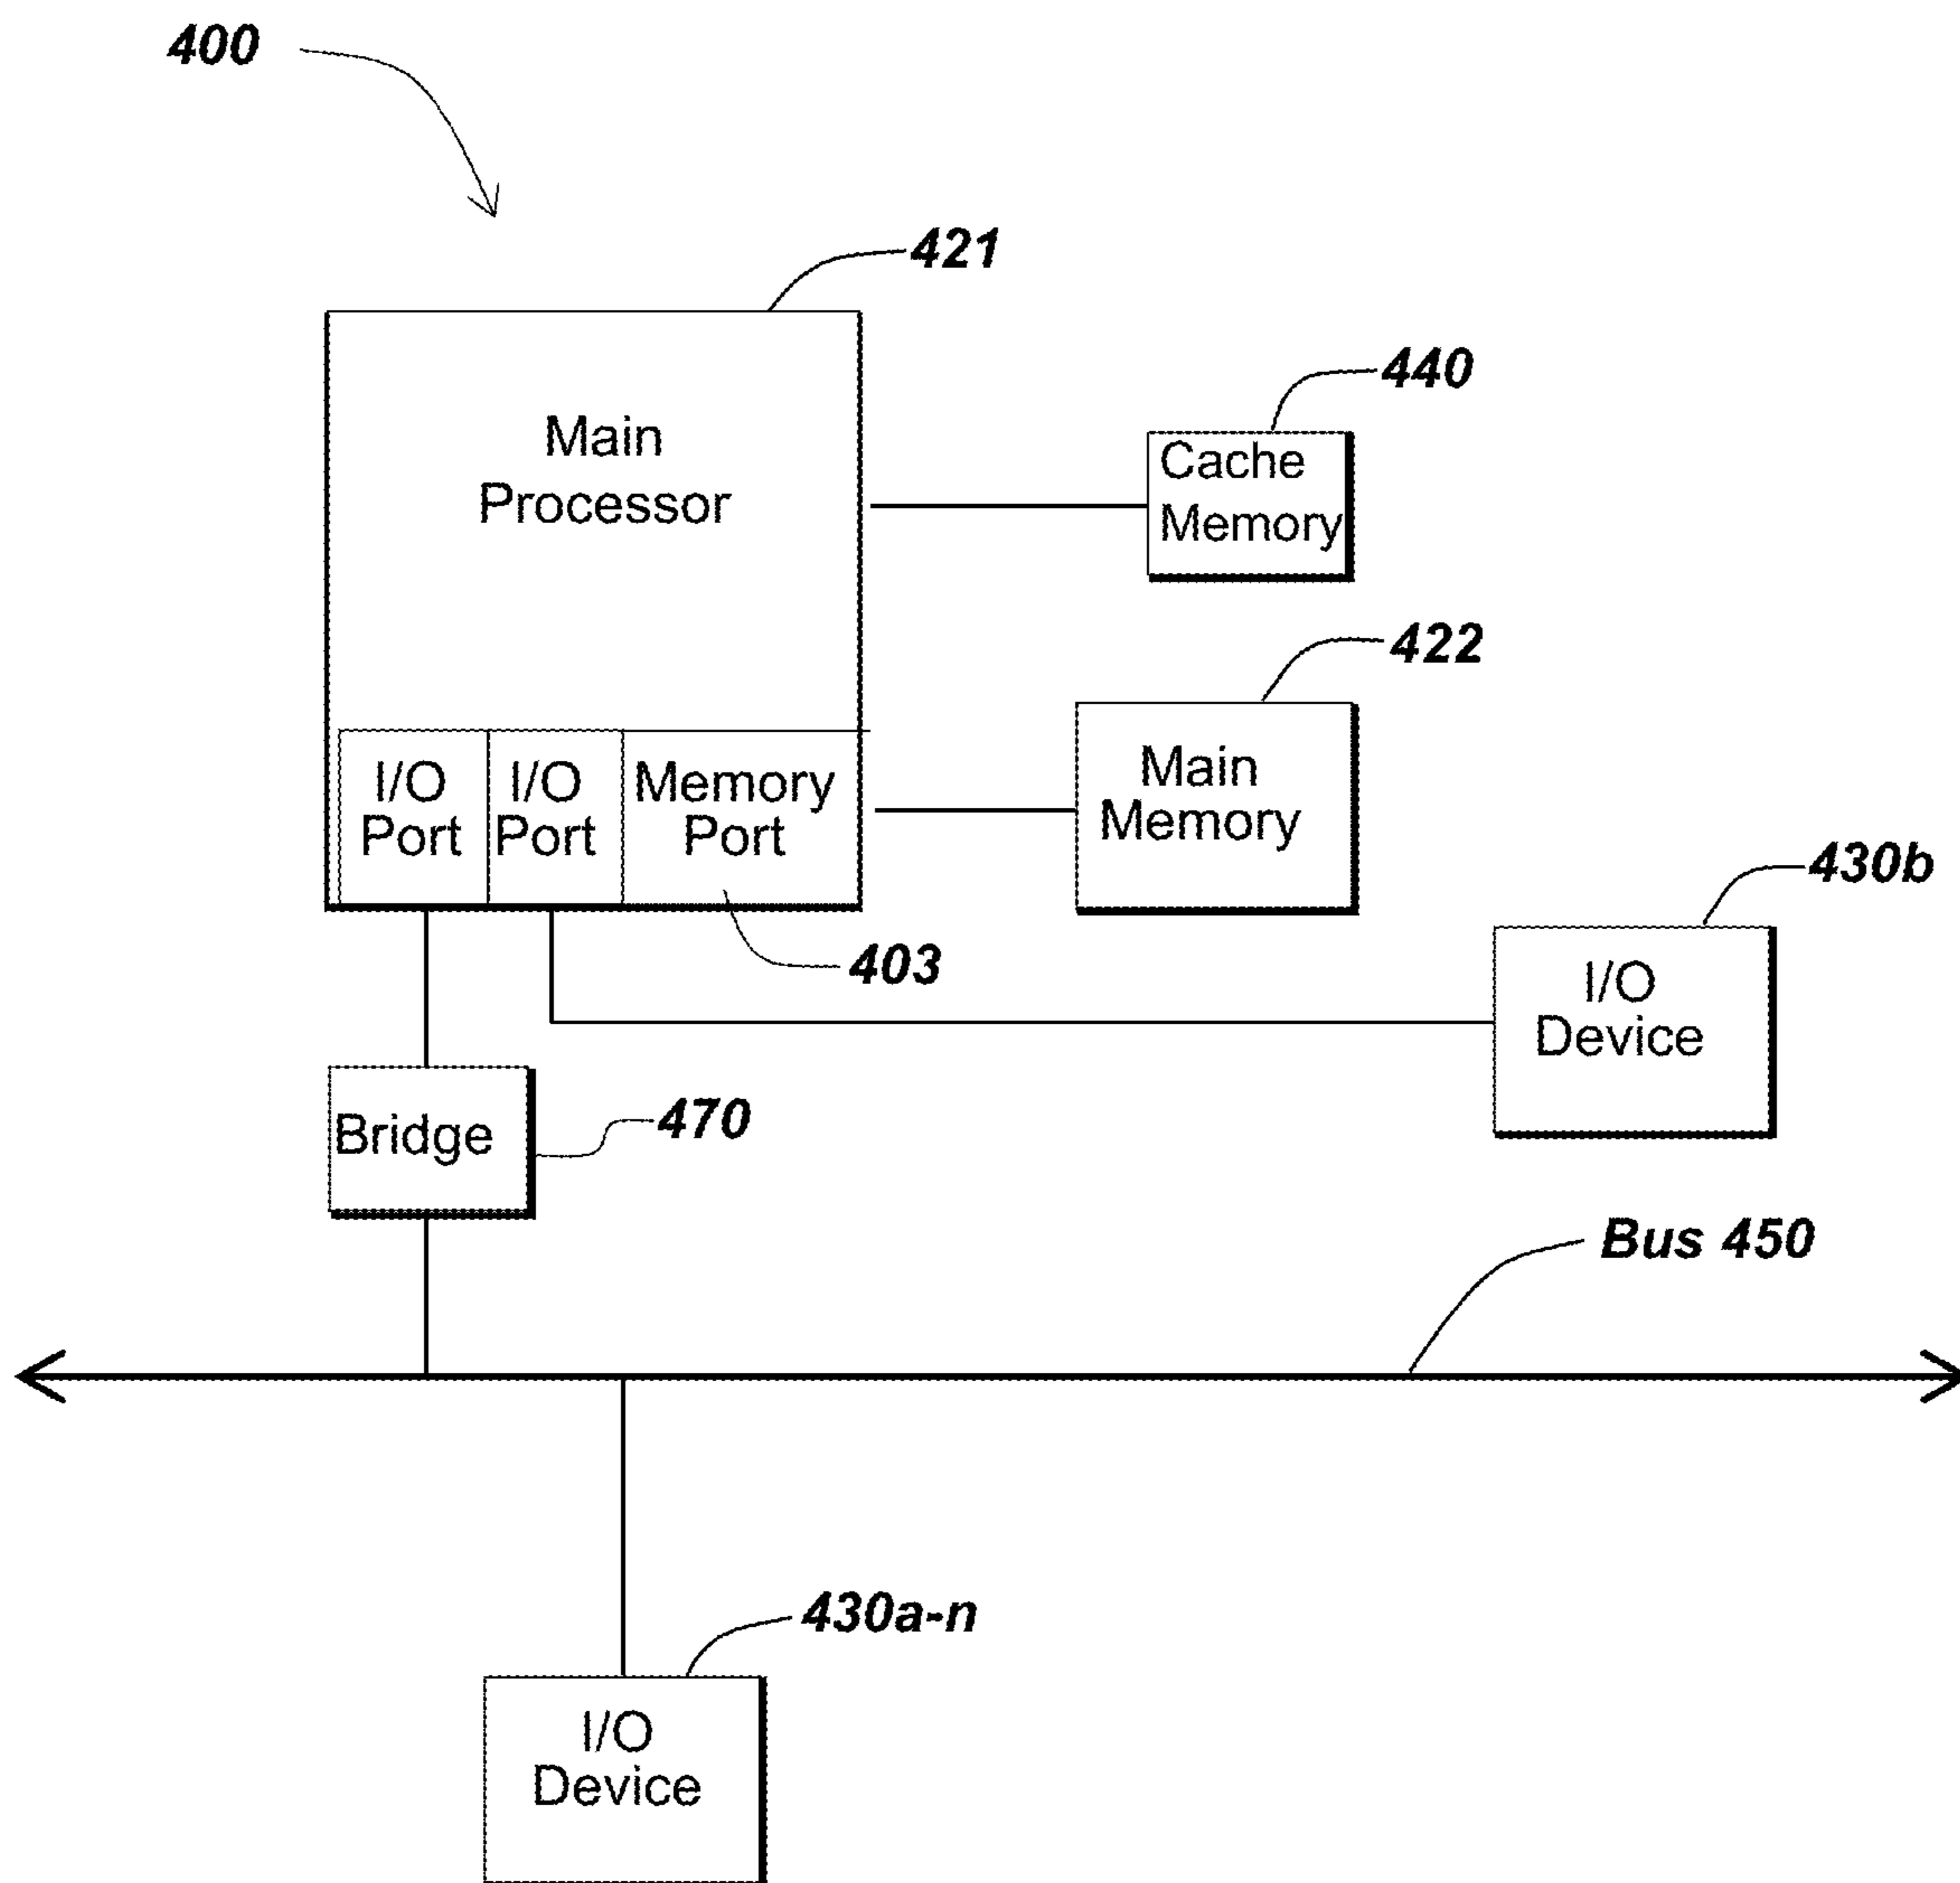 400
421
Main
Processor
440
Cache
Memory
422
Main
Memory
I/O
Port
I/O
Port
Memory
Port
403
430b
I/O
Device
Bridge
470
Bus 450
430a-n
I/O
Device